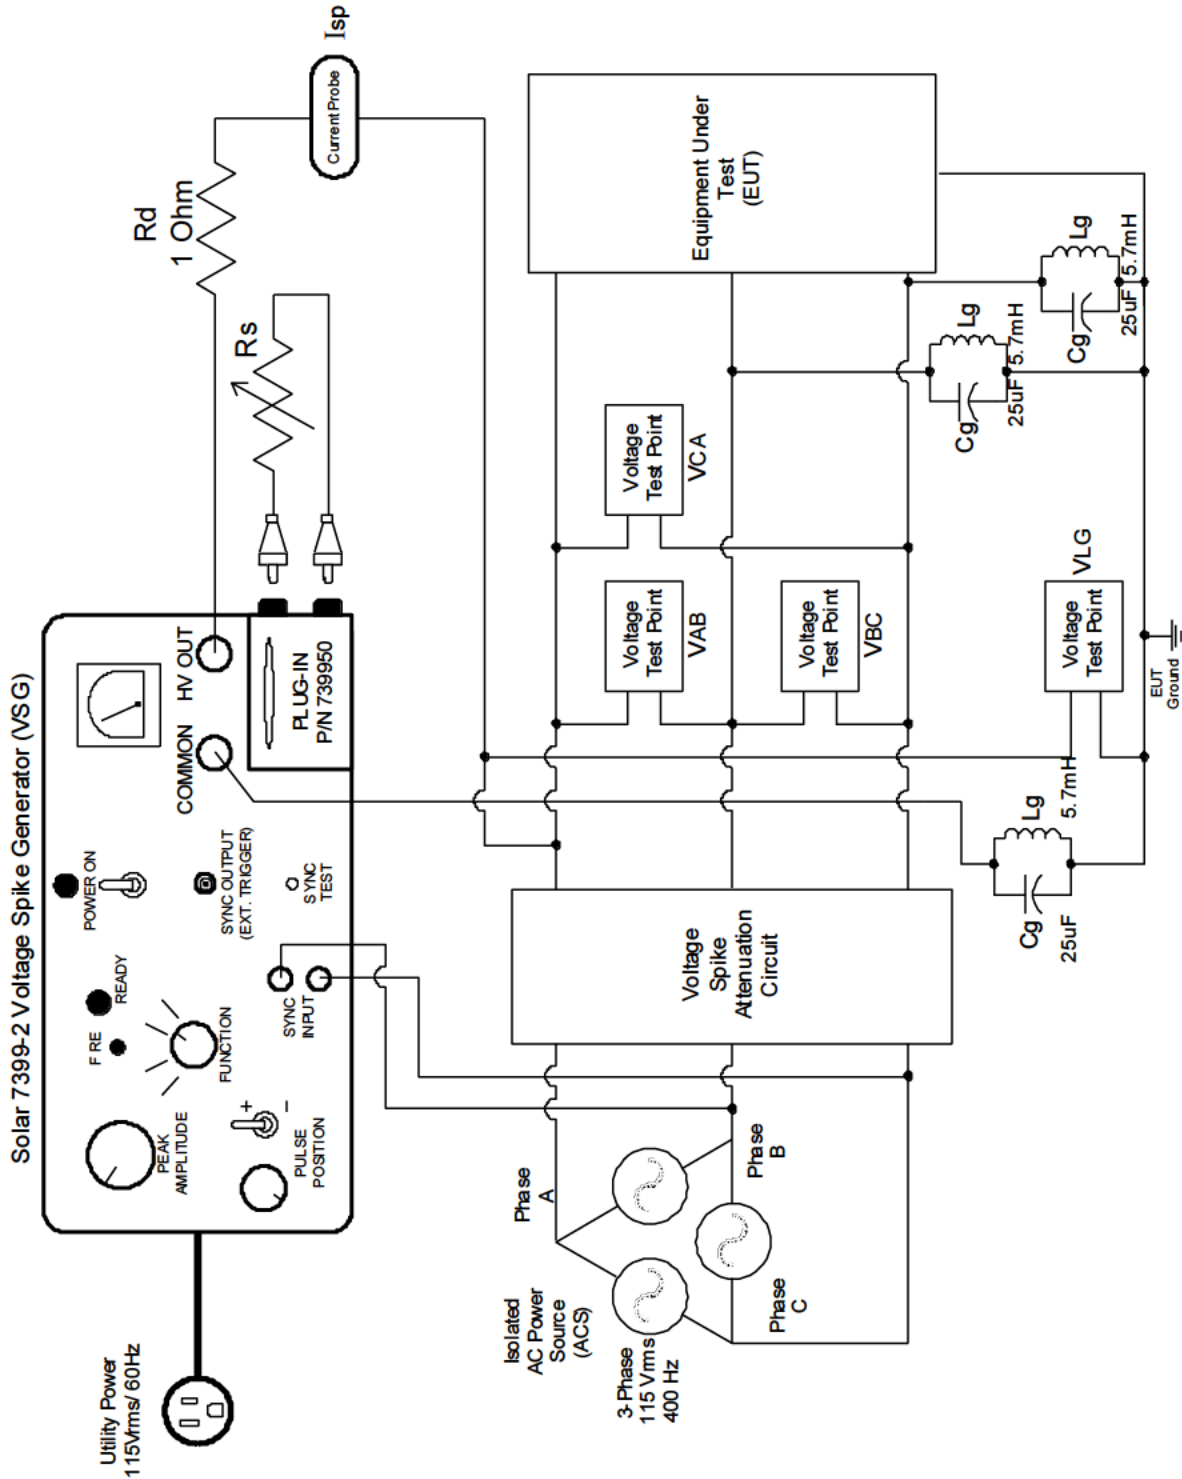 Solar 7399-2 Voltage Spike Generator (VSG)
Utility Power
115Vrms/ 60Hz
PEAK
AMPLITUDE
PULSE
POSITION
+
-
F RE
READY
FUNCTION
SYNC
INPUT
POWER ON
SYNC OUTPUT
(EXT. TRIGGER)
SYNC
TEST
COMMON
HV OUT
PLUG-IN
P/N 739950
Rs
Rd
1 Ohm
Current Probe
Isp
Isolated
AC Power
Source
(ACS)
3-Phase
115 Vrms
400 Hz
Phase
A
Phase
B
Phase
C
Voltage
Spike
Attenuation
Circuit
Voltage
Test Point
VAB
Voltage
Test Point
VCA
Voltage
Test Point
VBC
Equipment Under
Test
(EUT)
Cg
25uF
Lg
5.7mH
Voltage
Test Point
VLG
EUT
Ground
Cg
25uF
Lg
5.7mH
Cg
25uF
Lg
5.7mH